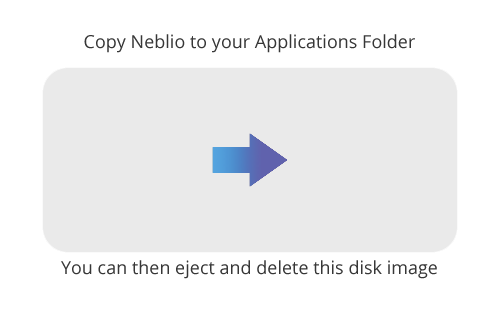 Copy Neblio to your Applications Folder
You can then eject and delete this disk image